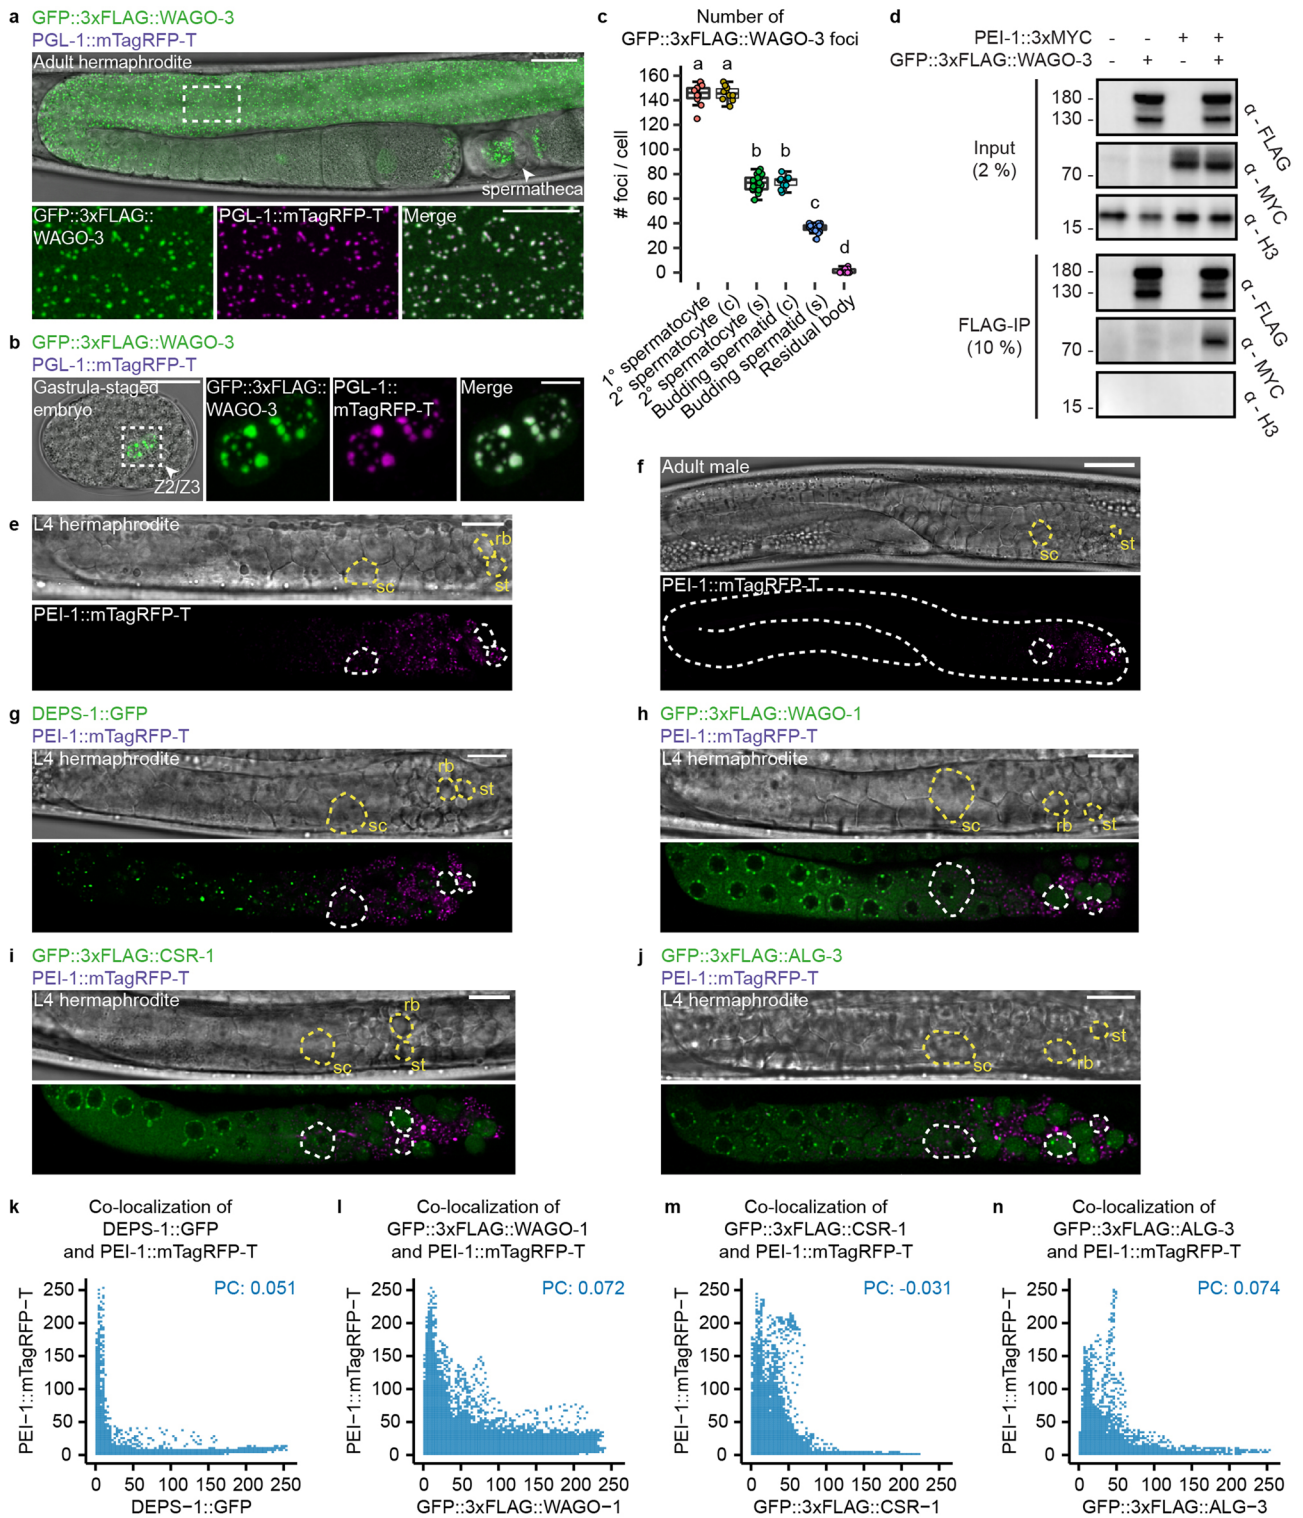 a
GFP::3xFLAG::WAGO-3
PGL-1::mTagRFP-T
Adult hermaphrodite
spermatheca
GFP::3xFLAG::
WAGO-3
PGL-1::mTagRFP-T
Merge
b
GFP::3xFLAG::WAGO-3
PGL-1::mTagRFP-T
Gastrula-staged
embryo
Z2/Z3
GFP::3xFLAG::
WAGO-3
PGL-1::
mTagRFP-T
Merge
c
Number of
GFP::3xFLAG::WAGO-3 foci
# foci / cell
160
140
120
100
80
60
40
20
0
a
a
b
b
c
d
1° spermatocyte
2° spermatocyte (c)
2° spermatocyte (s)
Budding spermatid (c)
Budding spermatid (s)
Residual body
d
PEI-1::3xMYC - - + +
GFP::3xFLAG::WAGO-3 - + - +
Input
(2 %)
180 -
130 -
α - FLAG
70 -
α - MYC
15 -
α - H3
FLAG-IP
(10 %)
180 -
130 -
α - FLAG
70 -
α - MYC
15 -
α - H3
e
L4 hermaphrodite
rb
sc
st
PEI-1::mTagRFP-T
f
Adult male
sc
st
PEI-1::mTagRFP-T
g
DEPS-1::GFP
PEI-1::mTagRFP-T
L4 hermaphrodite
rb
st
sc
h
GFP::3xFLAG::WAGO-1
PEI-1::mTagRFP-T
L4 hermaphrodite
sc
rb
st
i
GFP::3xFLAG::CSR-1
PEI-1::mTagRFP-T
L4 hermaphrodite
rb
sc
st
j
GFP::3xFLAG::ALG-3
PEI-1::mTagRFP-T
L4 hermaphrodite
st
sc
rb
k
Co-localization of
DEPS-1::GFP
and PEI-1::mTagRFP-T
PC: 0.051
PEI−1::mTagRFP−T
250
200
150
100
50
0
0 50 100 150 200 250
DEPS−1::GFP
l
Co-localization of
GFP::3xFLAG::WAGO-1
and PEI-1::mTagRFP-T
PC: 0.072
PEI−1::mTagRFP−T
250
200
150
100
50
0
0 50 100 150 200 250
GFP::3xFLAG::WAGO−1
m
Co-localization of
GFP::3xFLAG::CSR-1
and PEI-1::mTagRFP-T
PC: -0.031
PEI−1::mTagRFP−T
250
200
150
100
50
0
0 50 100 150 200 250
GFP::3xFLAG::CSR−1
n
Co-localization of
GFP::3xFLAG::ALG-3
and PEI-1::mTagRFP-T
PC: 0.074
PEI−1::mTagRFP−T
250
200
150
100
50
0
0 50 100 150 200 250
GFP::3xFLAG::ALG−3